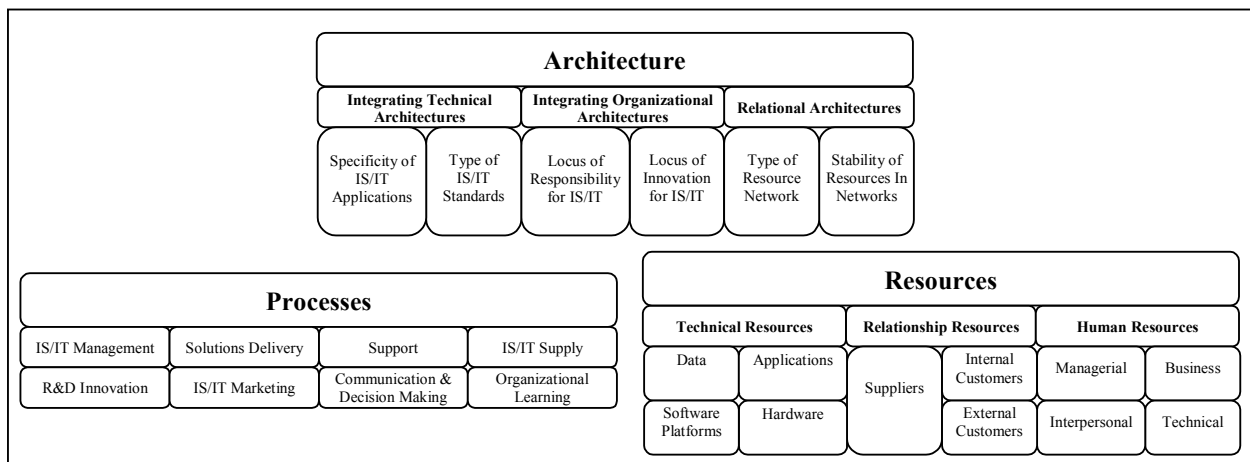 Architecture
Integrating Technical
Architectures
Integrating Organizational
Architectures
Relational Architectures
Specificity of
IS/IT
Applications
Type of
IS/IT
Standards
Locus of
Responsibility
for IS/IT
Locus of
Innovation
for IS/IT
Type of
Resource
Network
Stability of
Resources In
Networks
Processes
IS/IT Management
Solutions Delivery
Support
IS/IT Supply
R&D Innovation
IS/IT Marketing
Communication &
Decision Making
Organizational
Learning
Resources
Technical Resources
Relationship Resources
Human Resources
Data
Applications
Software
Platforms
Hardware
Suppliers
Internal
Customers
External
Customers
Managerial
Business
Interpersonal
Technical